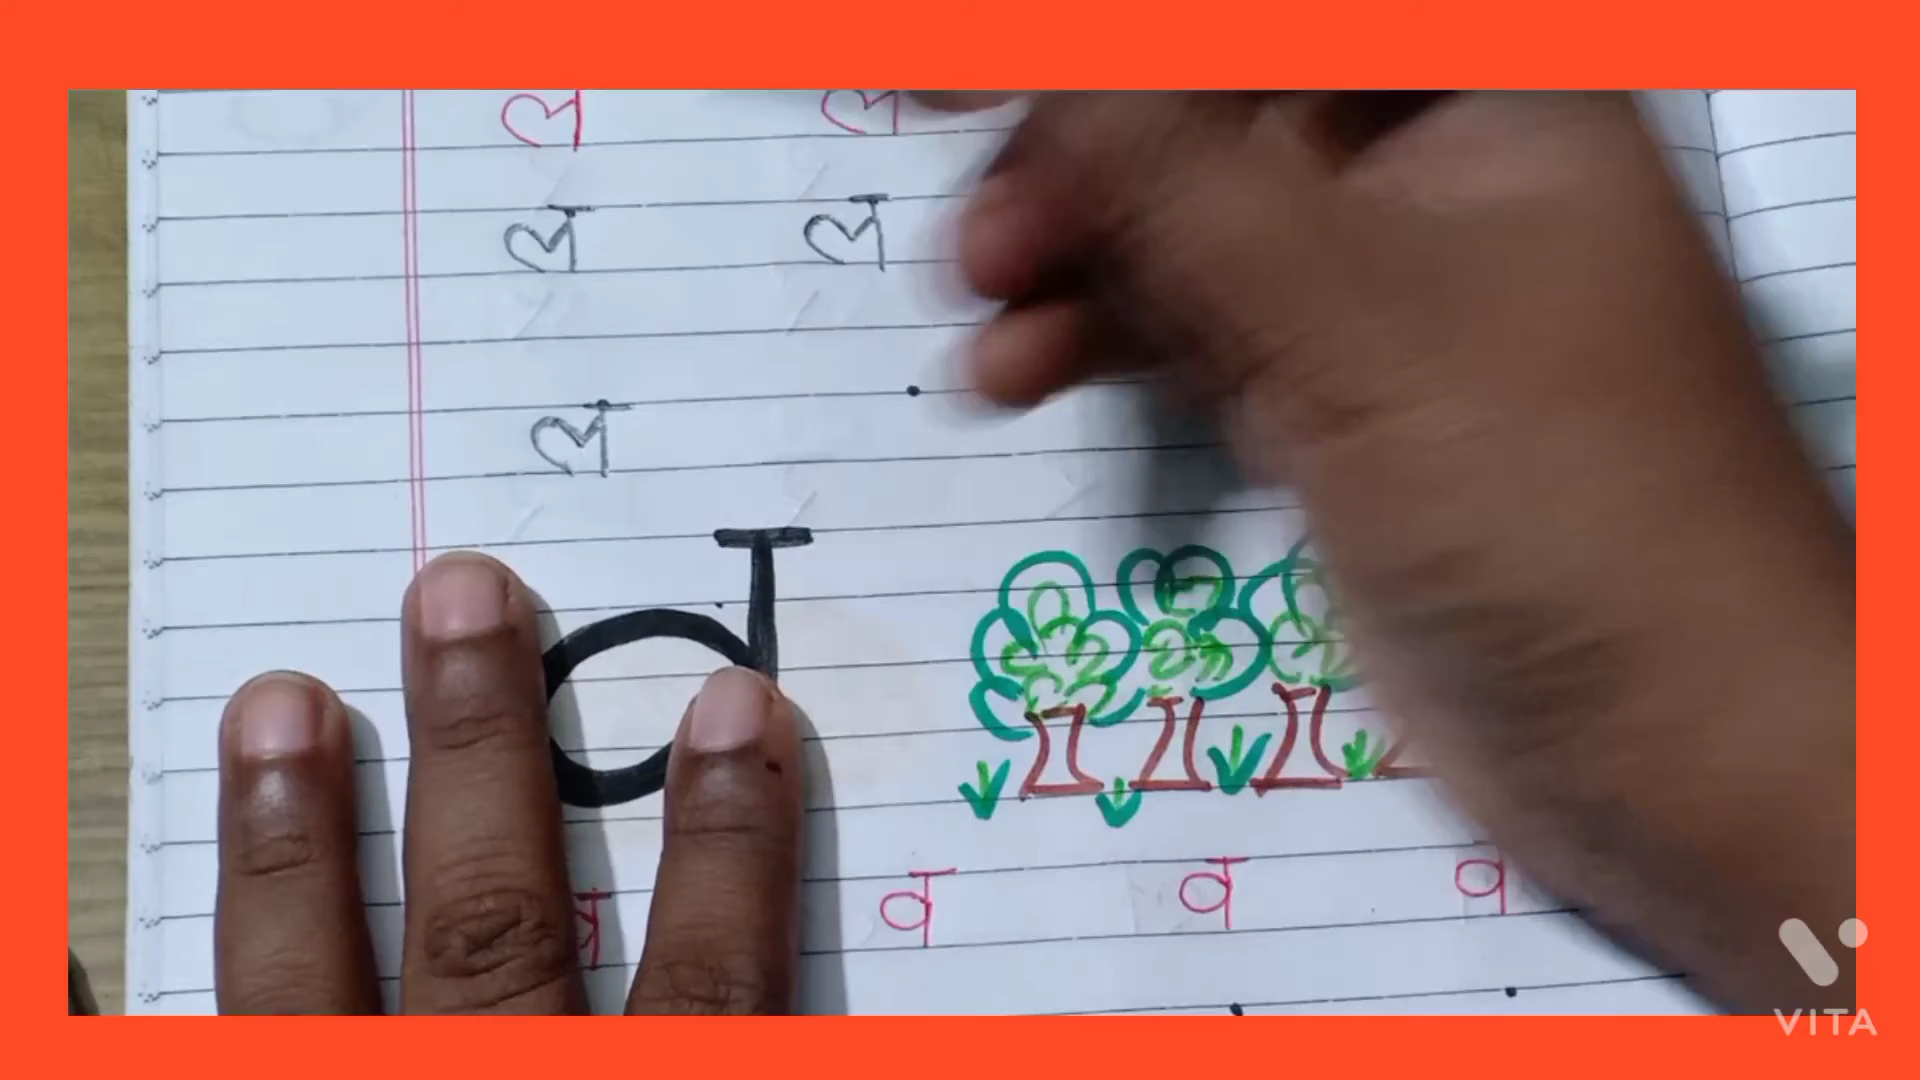 ल ल
ल ल
ल
व
व व व
VITA